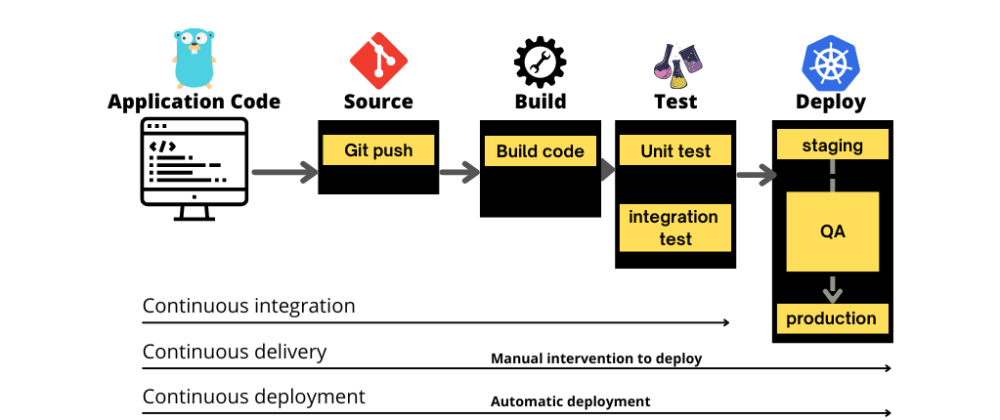 Application Code
Source
Build
Test
Deploy
</>
Git push
Build code
Unit test
integration
test
staging
QA
production
Continuous integration
Continuous delivery
Manual intervention to deploy
Continuous deployment
Automatic deployment